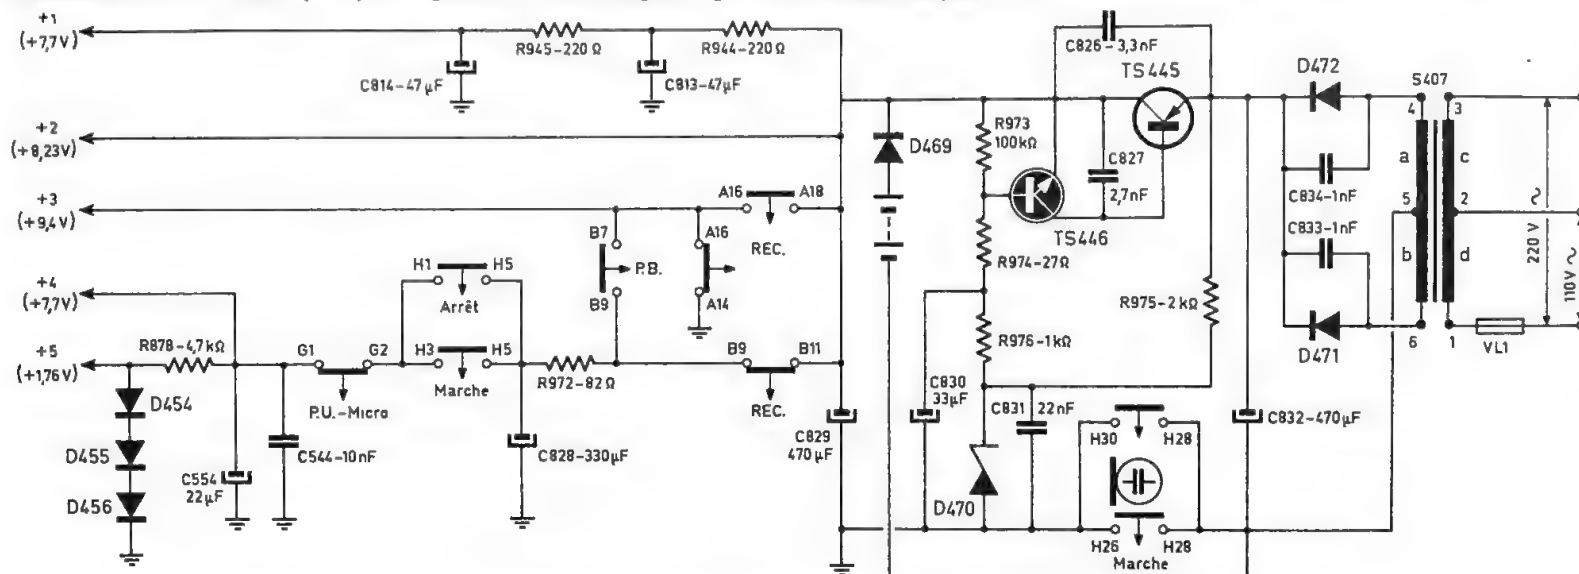 +1
(+7,7V)
R945-220 Ω
R944-220 Ω
C814-47 µF
C813-47µF
+2
(+8,23V)
+3
(+9,4V)
A16
A18
REC.
B7
P.B.
B9
A16
A14
+4
(+7,7V)
H1
H5
Arrêt
+5
(+1,76V)
R878-4,7kΩ
G1
G2
P.U.-Micro
H3
H5
Marche
R972-82Ω
B9
B11
REC.
D454
D455
D456
C554
22µF
C544-10nF
C828-330µF
C829
470µF
D469
C826-3,3nF
TS445
R973
100kΩ
C827
2,7nF
TS446
R974-27Ω
R975-2kΩ
R976-1kΩ
C830
33µF
C831
22nF
D470
H30
H28
H26
H28
Marche
C832-470µF
D472
C834-1nF
C833-1nF
D471
S407
4
3
a
c
5
2
b
d
6
1
VL1
220 V ~
110V ~